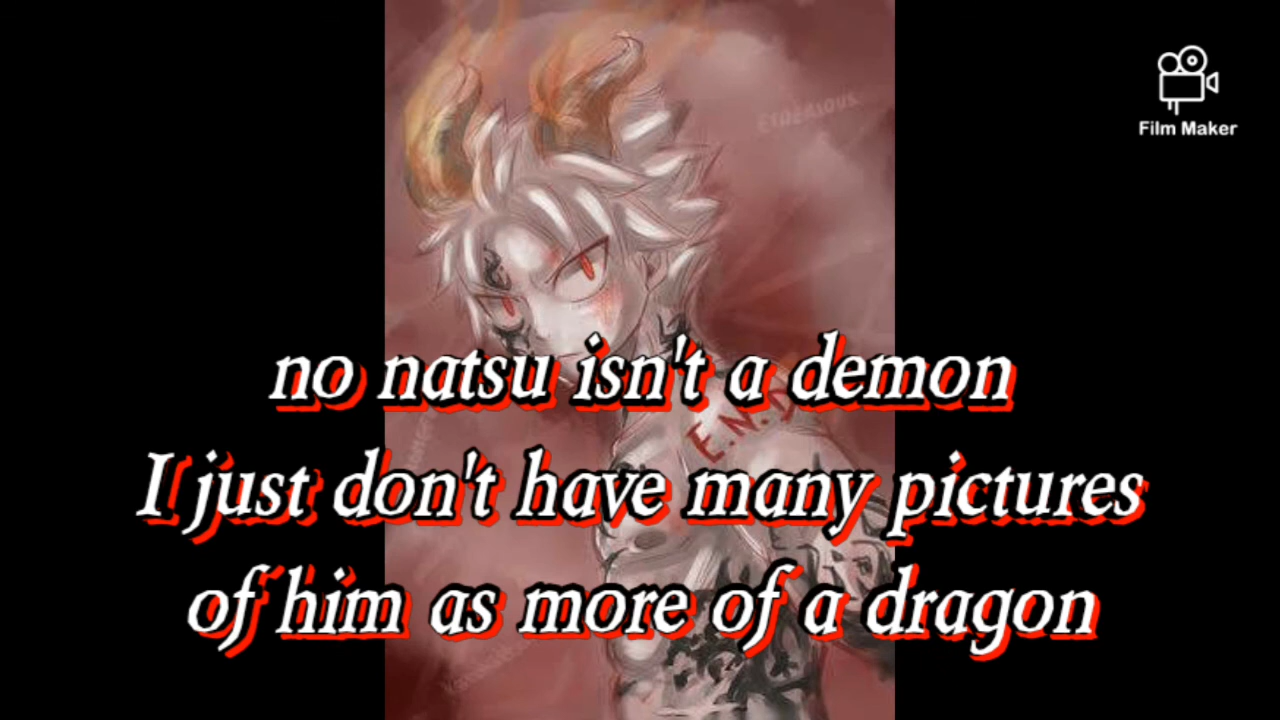 Film Maker
no natsu isn't a demon
I just don't have many pictures
of him as more of a dragon
E.N.D